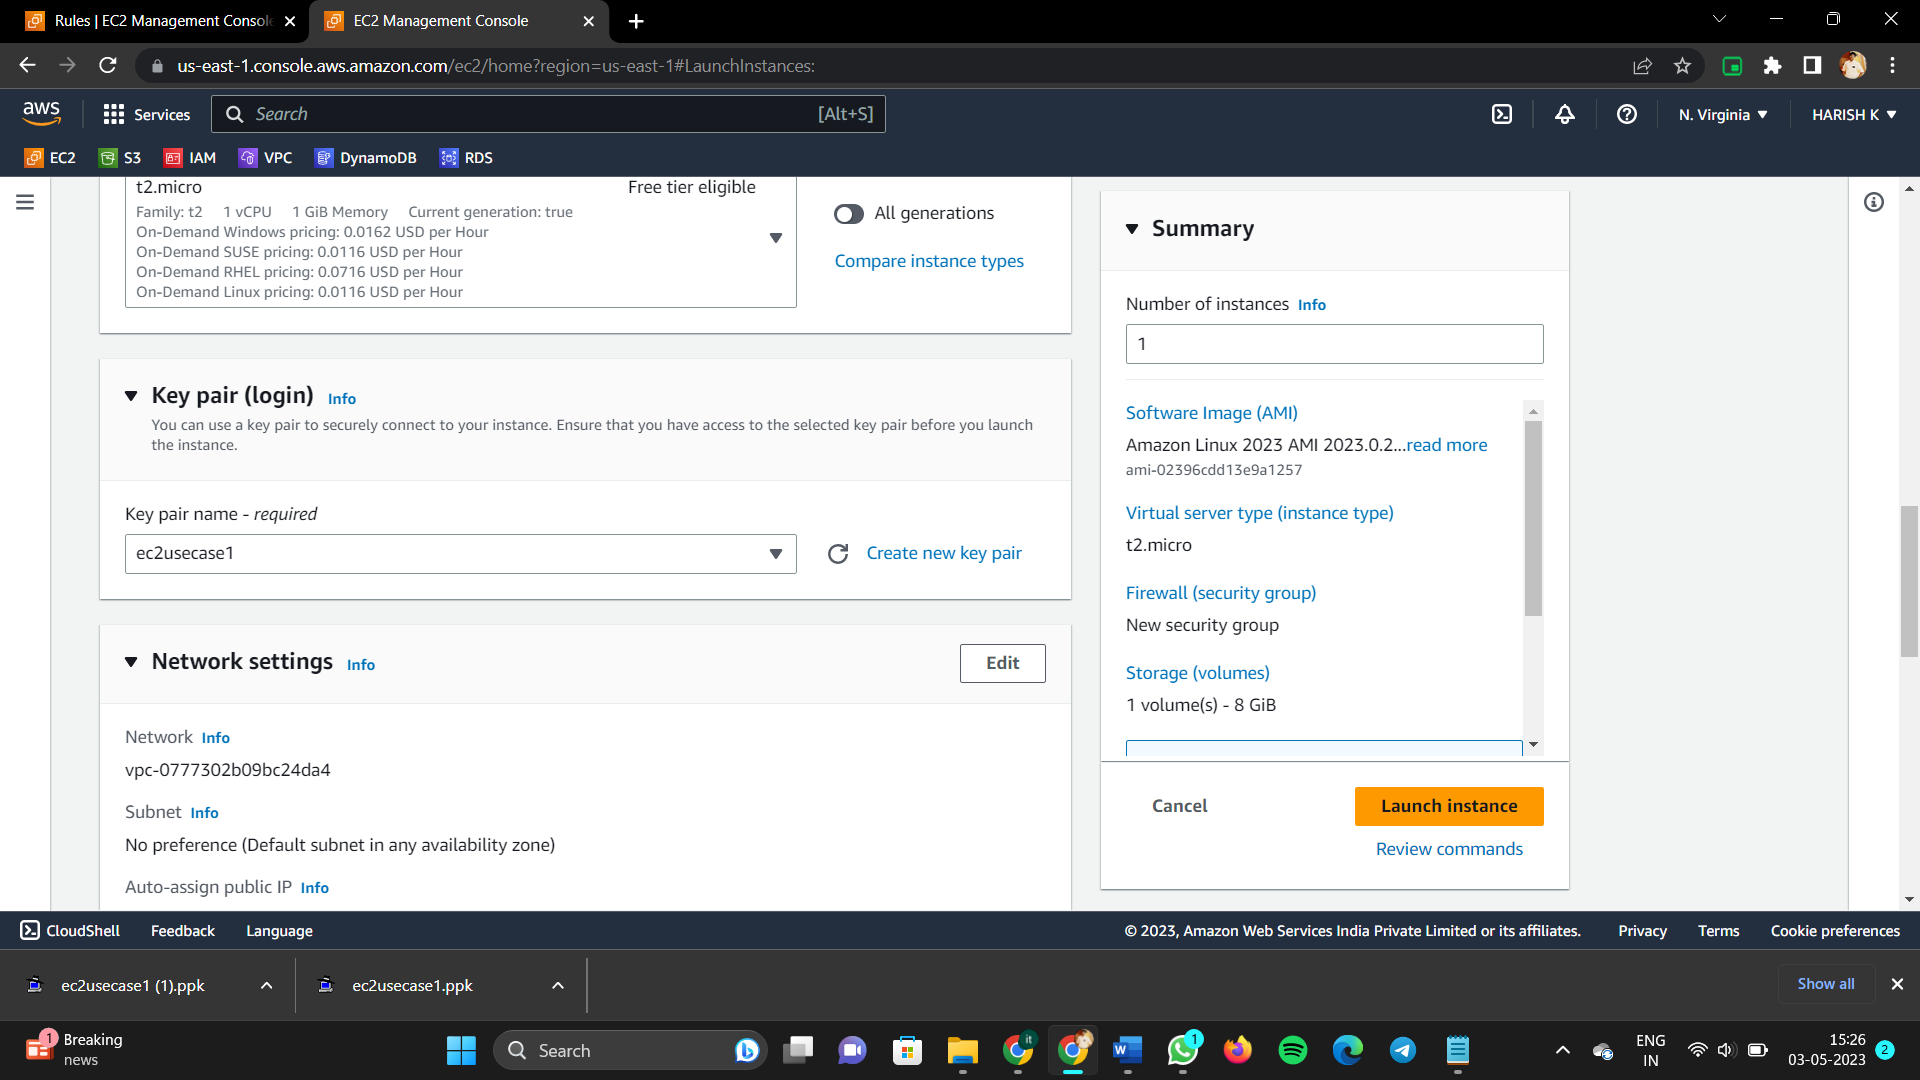 Rules | EC2 Management Console
EC2 Management Console
us-east-1.console.aws.amazon.com/ec2/home?region=us-east-1#LaunchInstances:
aws
Services
Search
[Alt+S]
N. Virginia
HARISH K
EC2
S3
IAM
VPC
DynamoDB
RDS
t2.micro
Free tier eligible
Family: t2 1 vCPU 1 GiB Memory Current generation: true
On-Demand Windows pricing: 0.0162 USD per Hour
On-Demand SUSE pricing: 0.0116 USD per Hour
On-Demand RHEL pricing: 0.0716 USD per Hour
On-Demand Linux pricing: 0.0116 USD per Hour
All generations
Compare instance types
Key pair (login) Info
You can use a key pair to securely connect to your instance. Ensure that you have access to the selected key pair before you launch
the instance.
Key pair name - required
ec2usecase1
Create new key pair
Network settings Info
Edit
Network Info
vpc-0777302b09bc24da4
Subnet Info
No preference (Default subnet in any availability zone)
Auto-assign public IP Info
Summary
Number of instances Info
1
Software Image (AMI)
Amazon Linux 2023 AMI 2023.0.2...read more
ami-02396cdd13e9a1257
Virtual server type (instance type)
t2.micro
Firewall (security group)
New security group
Storage (volumes)
1 volume(s) - 8 GiB
Cancel
Launch instance
Review commands
CloudShell
Feedback
Language
© 2023, Amazon Web Services India Private Limited or its affiliates.
Privacy
Terms
Cookie preferences
ec2usecase1 (1).ppk
ec2usecase1.ppk
Show all
1
Breaking
news
Search
it
W
1
ENG
IN
15:26
03-05-2023
2